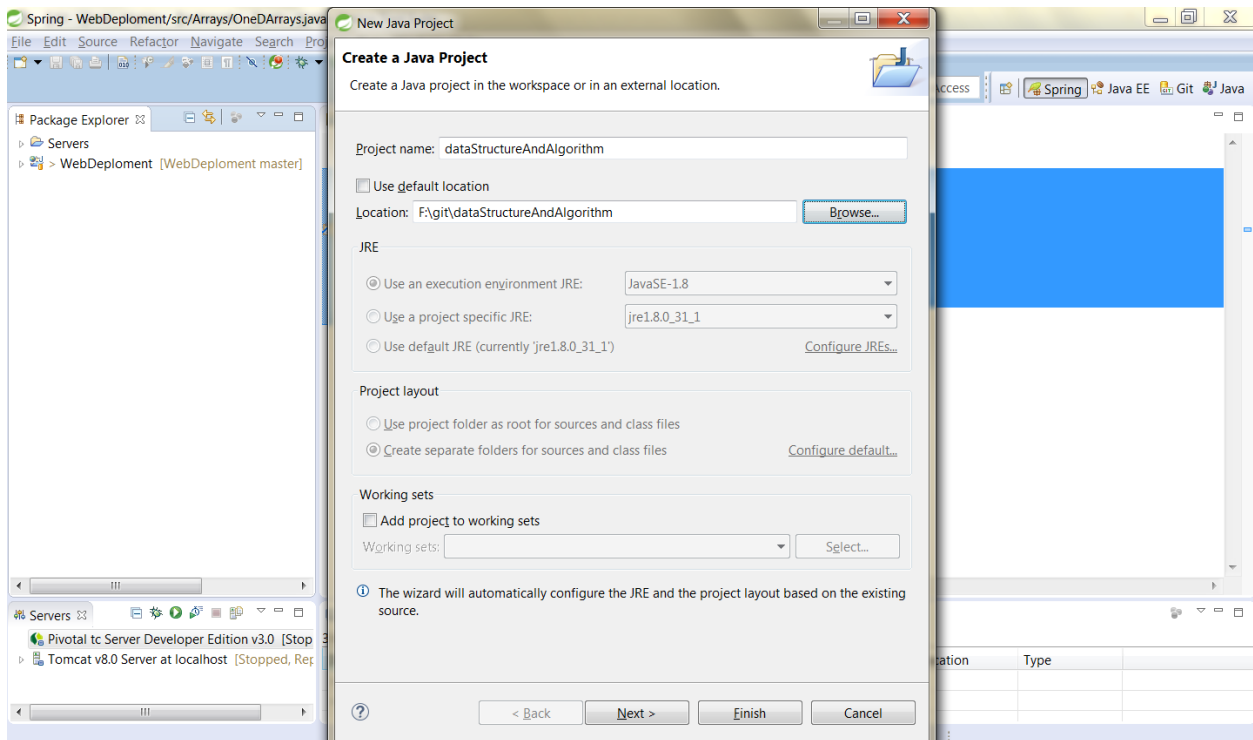 Spring - WebDeploment/src/Arrays/OneDArrays.java
File Edit Source Refactor Navigate Search
Access Spring Java EE Git Java
Package Explorer
Servers
> WebDeploment [WebDeploment master]
New Java Project
Create a Java Project
Create a Java project in the workspace or in an external location.
Project name: dataStructureAndAlgorithm
Use default location
Location: F:\git\dataStructureAndAlgorithm Browse...
JRE
Use an execution environment JRE: JavaSE-1.8
Use a project specific JRE: jre1.8.0_31_1
Use default JRE (currently 'jre1.8.0_31_1') Configure JREs...
Project layout
Use project folder as root for sources and class files
Create separate folders for sources and class files Configure default...
Working sets
Add project to working sets
Working sets: Select...
The wizard will automatically configure the JRE and the project layout based on the existing
source.
< Back Next > Finish Cancel
Servers
Pivotal tc Server Developer Edition v3.0 [Stop
Tomcat v8.0 Server at localhost [Stopped, Rep
Type